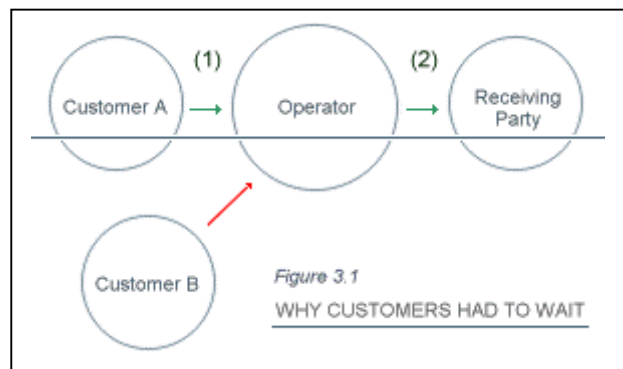 (1)
(2)
Customer A
Operator
Receiving
Party
Customer B
Figure 3.1
WHY CUSTOMERS HAD TO WAIT